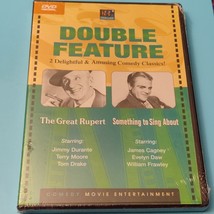 DVD
DOUBLE
FEATURE
2 Delightful & Amusing Comedy Classics!
The Great Rupert
Something to Sing About
Starring:
Jimmy Durante
Terry Moore
Tom Drake
Starring:
James Cagney
Evelyn Daw
William Frawley
COMEDY MOVIE ENTERTAINMENT